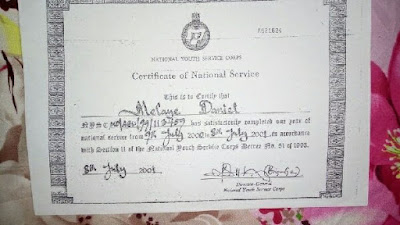 NATIONAL YOUTH SERVICE CORPS
Certificate of National Service
This is to Certify that
Melaye Daniel
has satisfactorily completed one year of
national service from 9th July 2000 to 8th July 2001, in accordance
with Section 11 of the National Youth Service Corps Decree No. 51 of 1993.
8th July 2001
Director-General
National Youth Service Corps